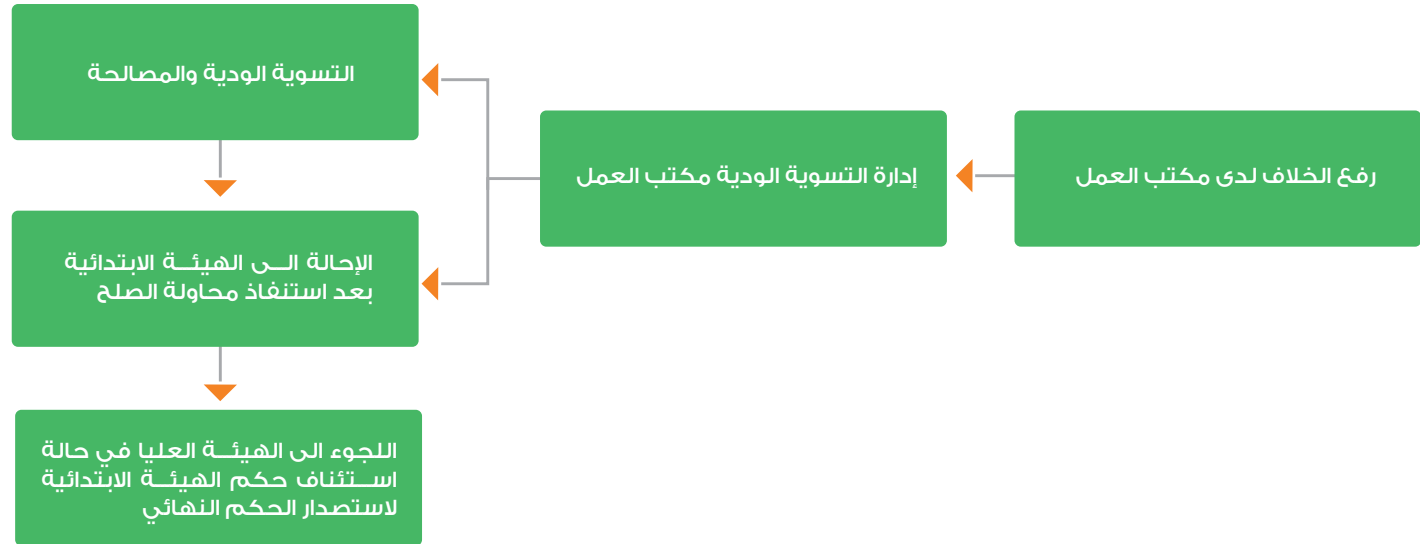 رفع الخلاف لدى مكتب العمل
إدارة التسوية الودية مكتب العمل
التسوية الودية والمصالحة
الإحالة الى الهيئة الابتدائية
بعد استنفاذ محاولة الصلح
اللجوء الى الهيئة العليا في حالة
استئناف حكم الهيئة الابتدائية
لاستصدار الحكم النهائي